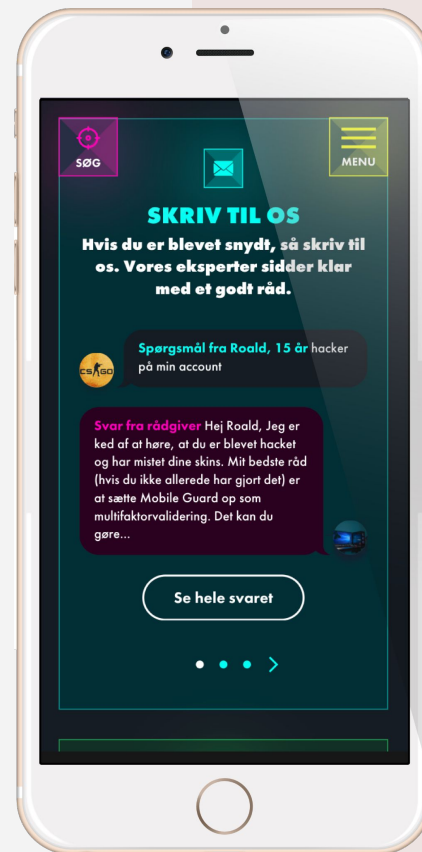 SØG
MENU
SKRIV TIL OS
Hvis du er blevet snydt, så skriv til
os. Vores eksperter sidder klar
med et godt råd.
CS GO
Spørgsmål fra Roald, 15 år hacker
på min account
Svar fra rådgiver Hej Roald, Jeg er
ked af at høre, at du er blevet hacket
og har mistet dine skins. Mit bedste råd
(hvis du ikke allerede har gjort det) er
at sætte Mobile Guard op som
multifaktorvalidering. Det kan du
gøre...
Se hele svaret